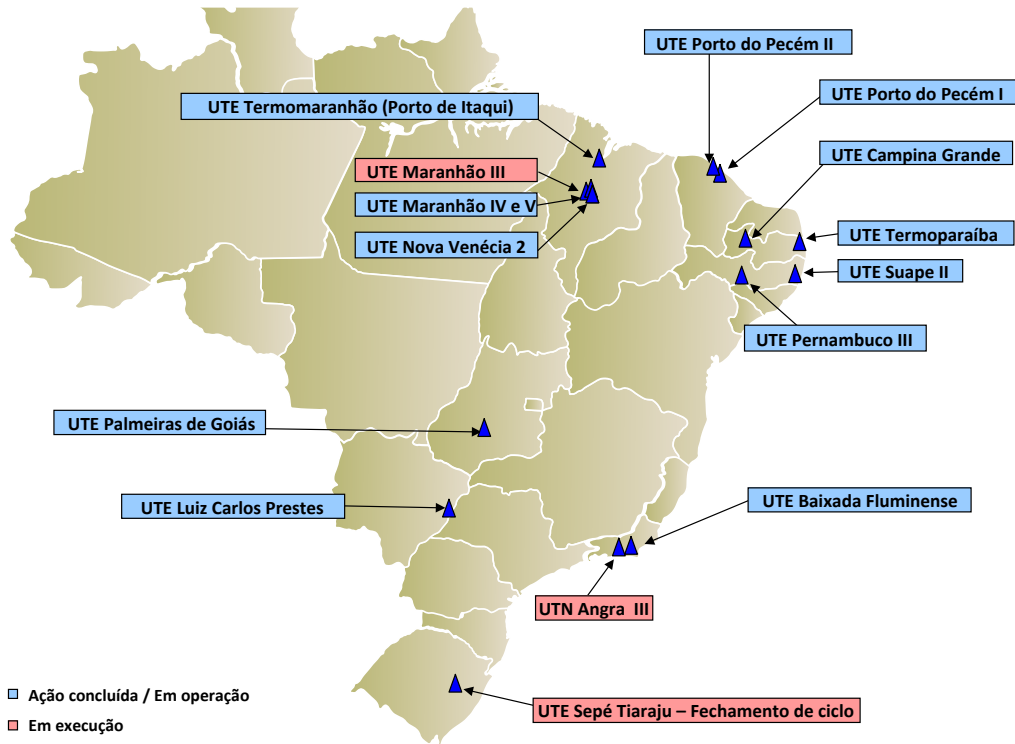 UTE Porto do Pecém II
UTE Termomaranhão (Porto de Itaqui)
UTE Porto do Pecém I
UTE Campina Grande
UTE Maranhão III
UTE Maranhão IV e V
UTE Nova Venécia 2
UTE Termoparaíba
UTE Suape II
UTE Pernambuco III
UTE Palmeiras de Goiás
UTE Luiz Carlos Prestes
UTE Baixada Fluminense
UTN Angra III
Ação concluída / Em operação
UTE Sepé Tiaraju – Fechamento de ciclo
Em execução